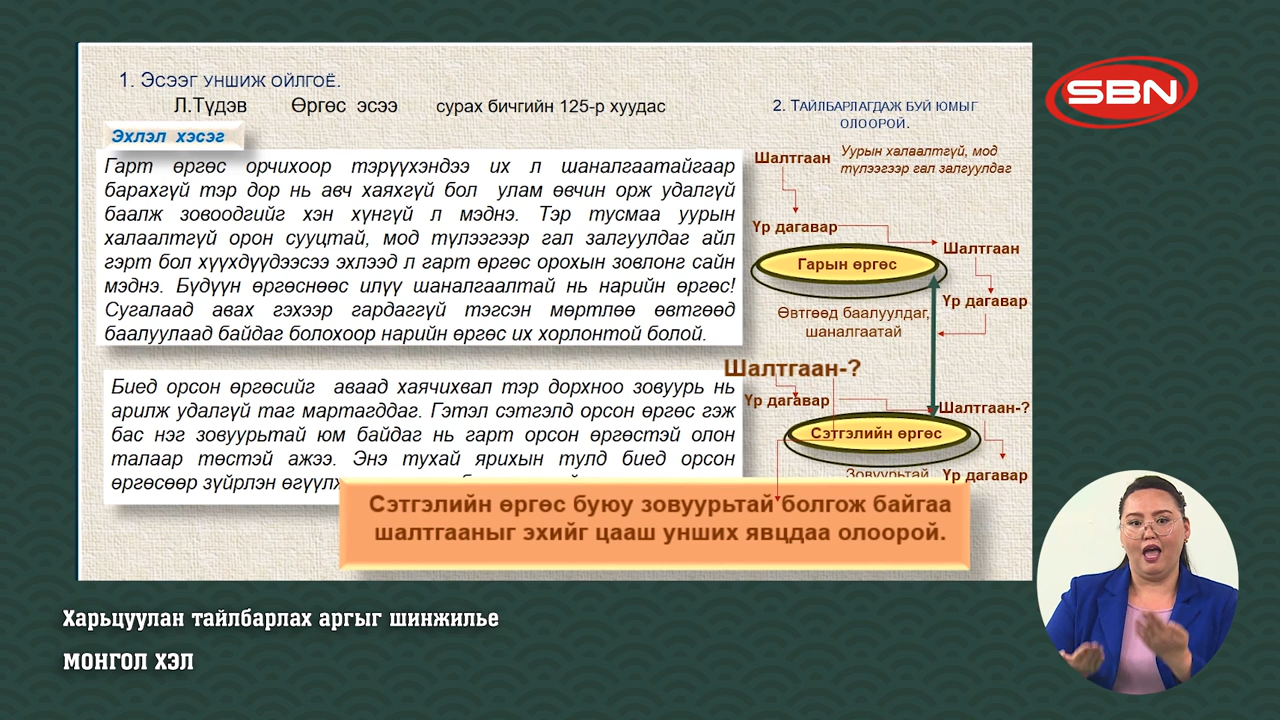 1. Эсээг уншиж ойлгоё.
Л.Түдэв Өргөс эсээ сурах бичгийн 125-р хуудас
Эхлэл хэсэг
Гарт өргөс орчихоор тэрүүхэндээ их л шаналгаатайгаар
барахгүй тэр дор нь авч хаяхгүй бол улам өвчин орж удалгүй
баалж зовоодгийг хэн хүнгүй л мэднэ. Тэр тусмаа уурын
халаалтгүй орон сууцтай, мод түлээгээр гал залгуулдаг айл
гэрт бол хүүхдүүдээсээ эхлээд л гарт өргөс орохын зовлонг сайн
мэднэ. Бүдүүн өргөснөөс илүү шаналгаалтай нь нарийн өргөс!
Сугалаад авах гэхээр гардаггүй тэгсэн мөртлөө өвтгөөд
баалуулаад байдаг болохоор нарийн өргөс их хорлонтой болой.
Биед орсон өргөсийг аваад хаячихвал тэр дорхноо зовуурь нь
арилж удалгүй таг мартагддаг. Гэтэл сэтгэлд орсон өргөс гэж
бас нэг зовуурьтай юм байдаг нь гарт орсон өргөстэй олон
талаар төстэй ажээ. Энэ тухай ярихын тулд биед орсон
өргөсөөр зүйрлэн өгүүлж
2. Тайлбарлагдаж буй юмыг
олоорой.
Шалтгаан
Уурын халаалтгүй, мод
түлээгээр гал залгуулдаг
Үр дагавар
Шалтгаан
Гарын өргөс
Үр дагавар
Өвтгөөд баалуулдаг,
шаналгаатай
Шалтгаан-?
Үр дагавар
Шалтгаан-?
Сэтгэлийн өргөс
Зовуурьтай
Үр дагавар
Сэтгэлийн өргөс буюу зовуурьтай болгож байгаа
шалтгааныг эхийг цааш унших явцдаа олоорой.
SBN
Харьцуулан тайлбарлах аргыг шинжилье
МОНГОЛ ХЭЛ